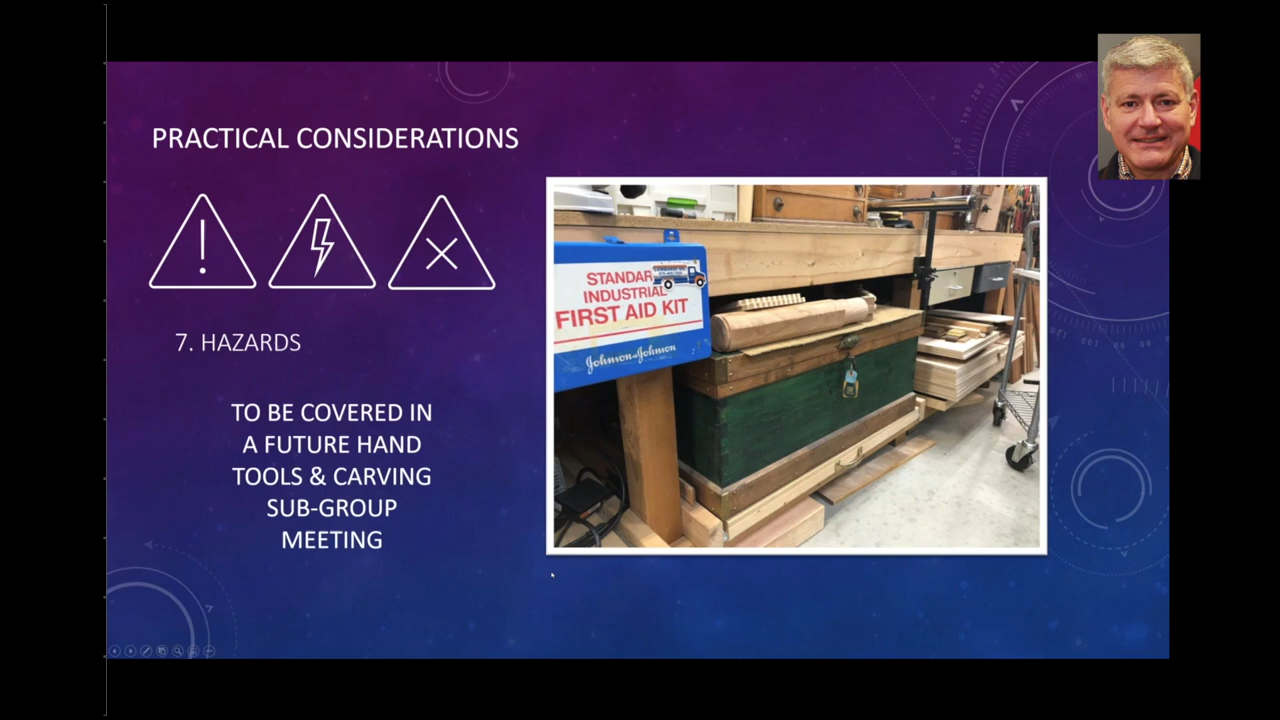 PRACTICAL CONSIDERATIONS
7. HAZARDS
TO BE COVERED IN
A FUTURE HAND
TOOLS & CARVING
SUB-GROUP
MEETING
STANDAR
INDUSTRIAL
FIRST AID KIT
Johnson & Johnson